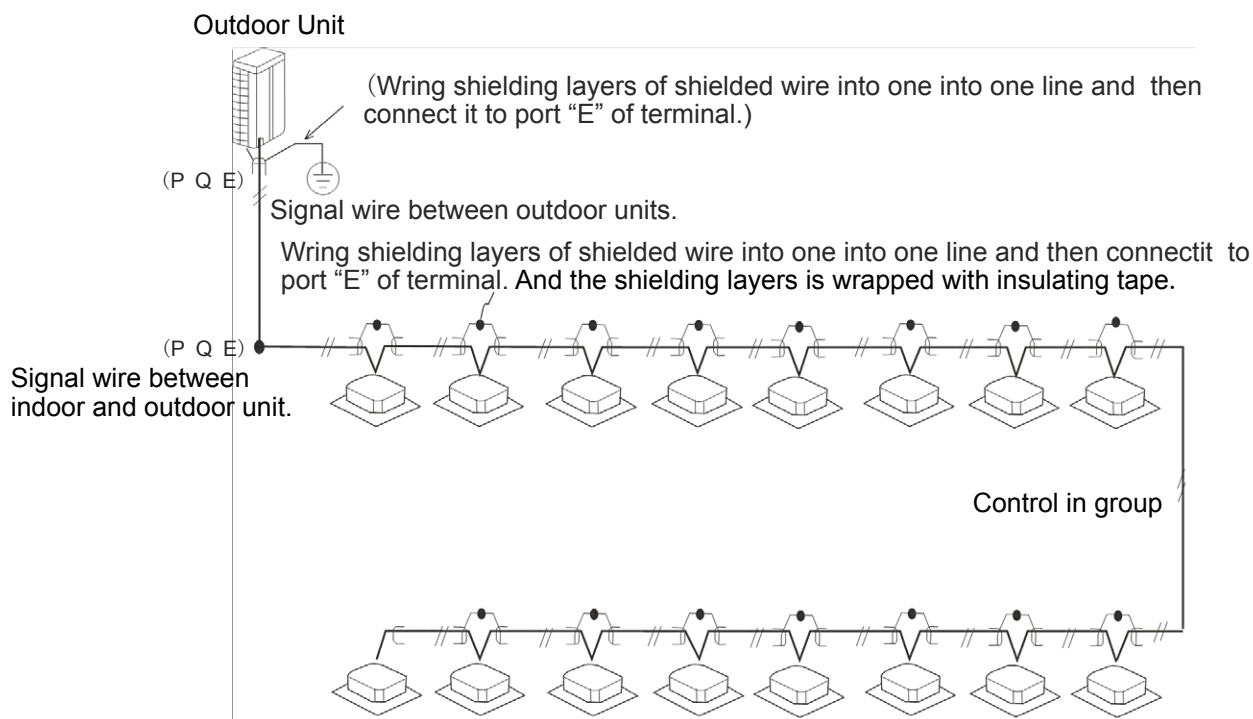 Outdoor Unit
(Wring shielding layers of shielded wire into one into one line and then
connect it to port “E” of terminal.)
(P Q E)
Signal wire between outdoor units.
Wring shielding layers of shielded wire into one into one line and then connectit to
port “E” of terminal. And the shielding layers is wrapped with insulating tape.
(P Q E)
Signal wire between
indoor and outdoor unit.
Control in group